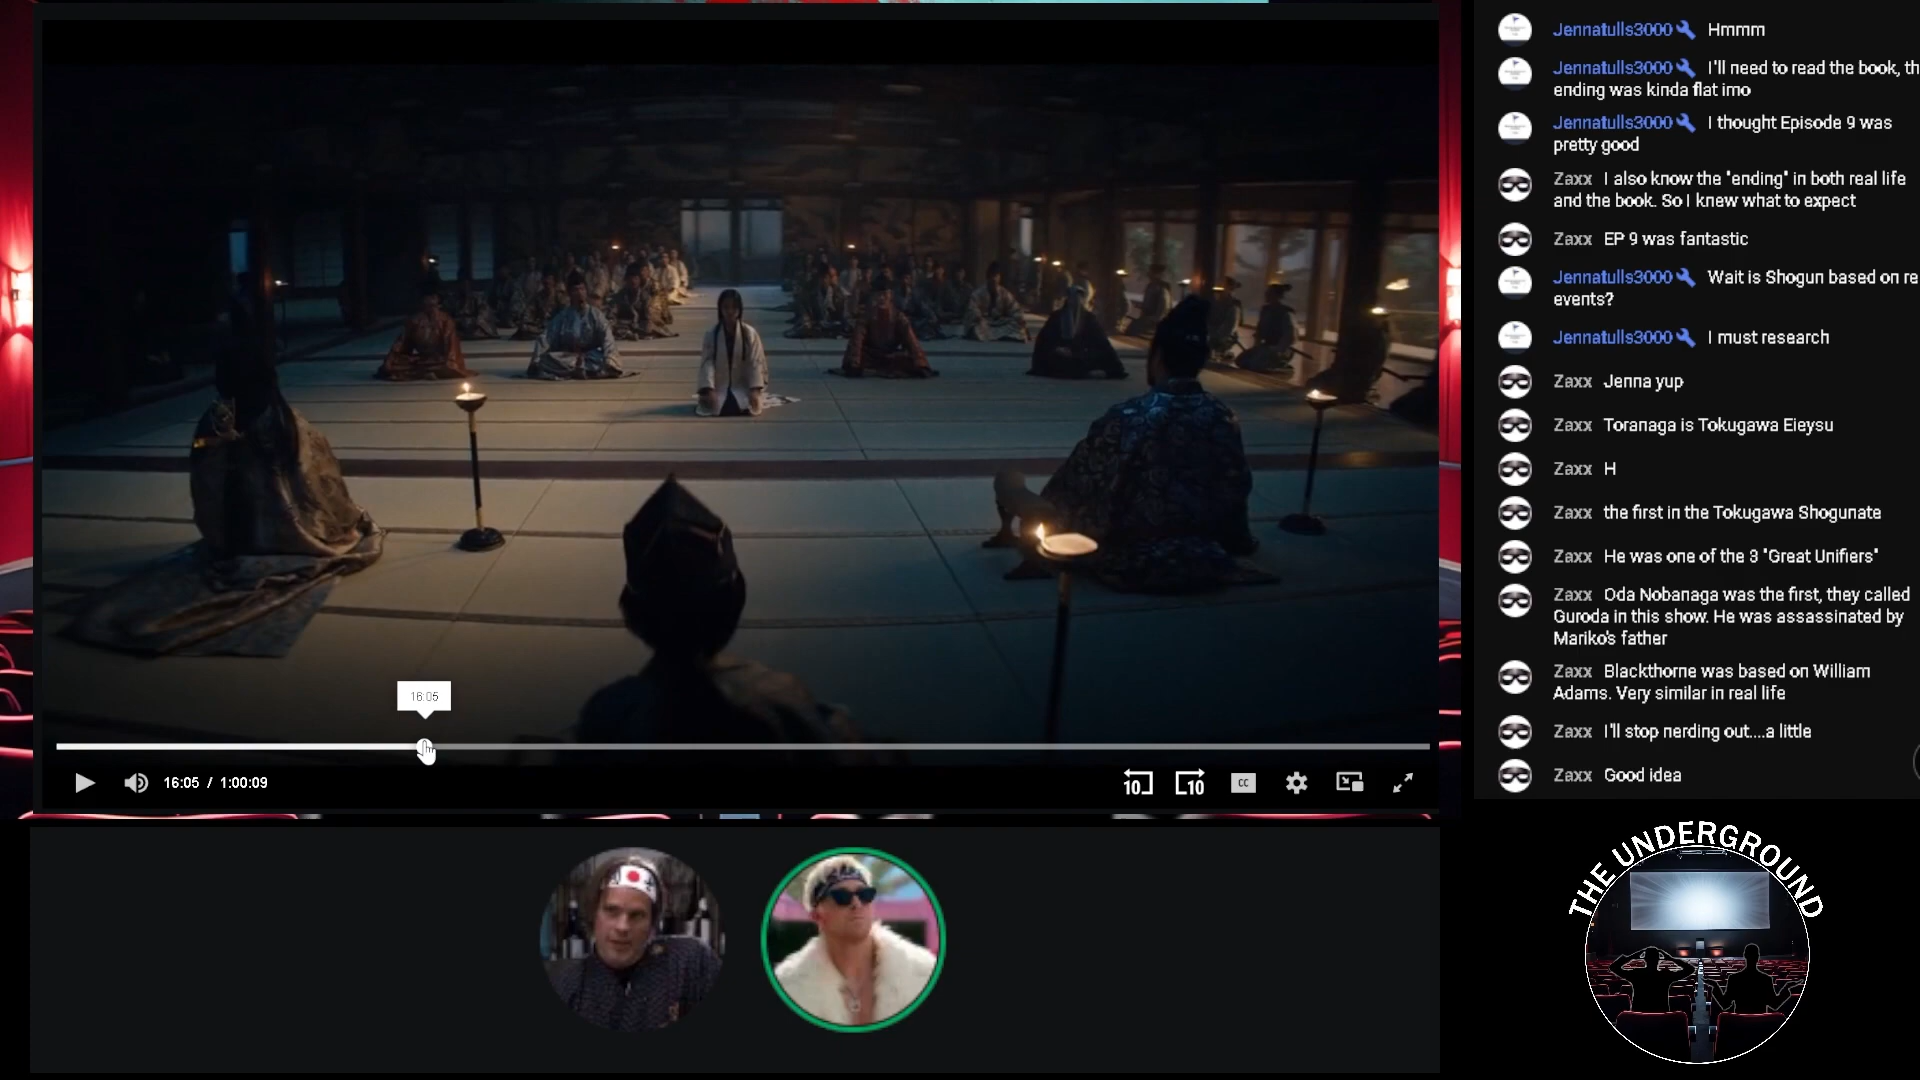 Jennatulls3000 Hmmm
Jennatulls3000 I'll need to read the book, th
ending was kinda flat imo
Jennatulls3000 I thought Episode 9 was
pretty good
Zaxx I also know the "ending" in both real life
and the book. So I knew what to expect
Zaxx EP 9 was fantastic
Jennatulls3000 Wait is Shogun based on re
events?
Jennatulls3000 I must research
Zaxx Jenna yup
Zaxx Toranaga is Tokugawa Eieysu
Zaxx H
Zaxx the first in the Tokugawa Shogunate
Zaxx He was one of the 3 "Great Unifiers"
Zaxx Oda Nobanaga was the first, they called
Guroda in this show. He was assassinated by
Mariko's father
Zaxx Blackthorne was based on William
Adams. Very similar in real life
Zaxx I'll stop nerding out....a little
Zaxx Good idea
16:05
16:05 / 1:00:09
10
10
CC
THE UNDERGROUND